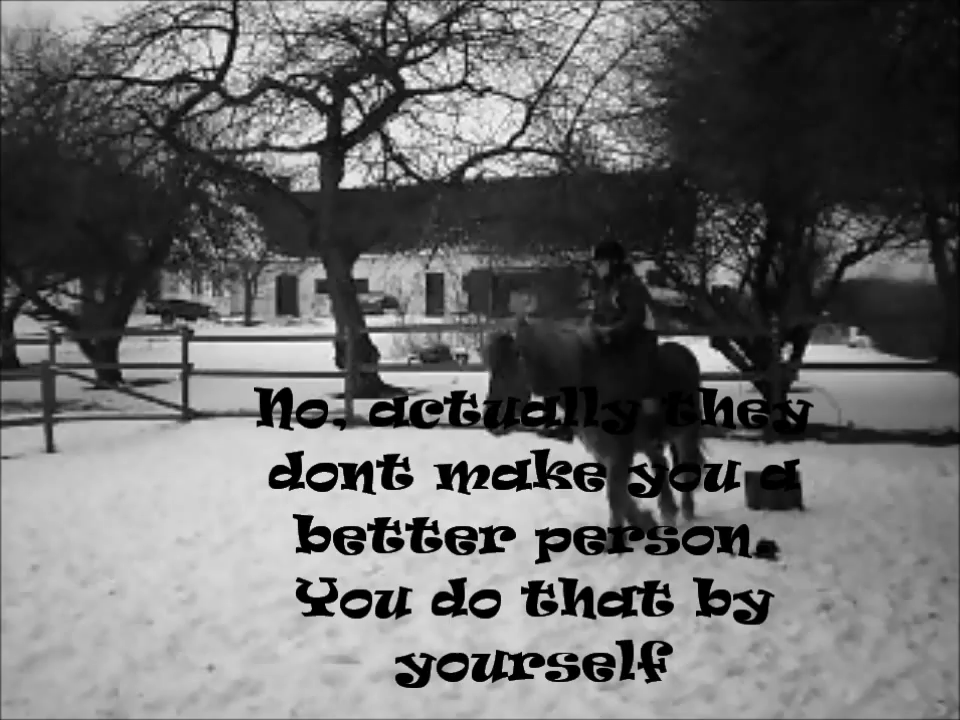 No, actually they
dont make you a
better person.
You do that by
yourself